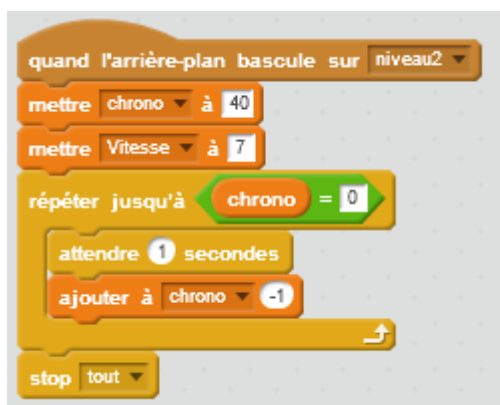 quand l'arrière-plan bascule sur niveau2
mettre chrono à 40
mettre Vitesse à 7
répéter jusqu'à chrono = 0
attendre 1 secondes
ajouter à chrono -1
stop tout